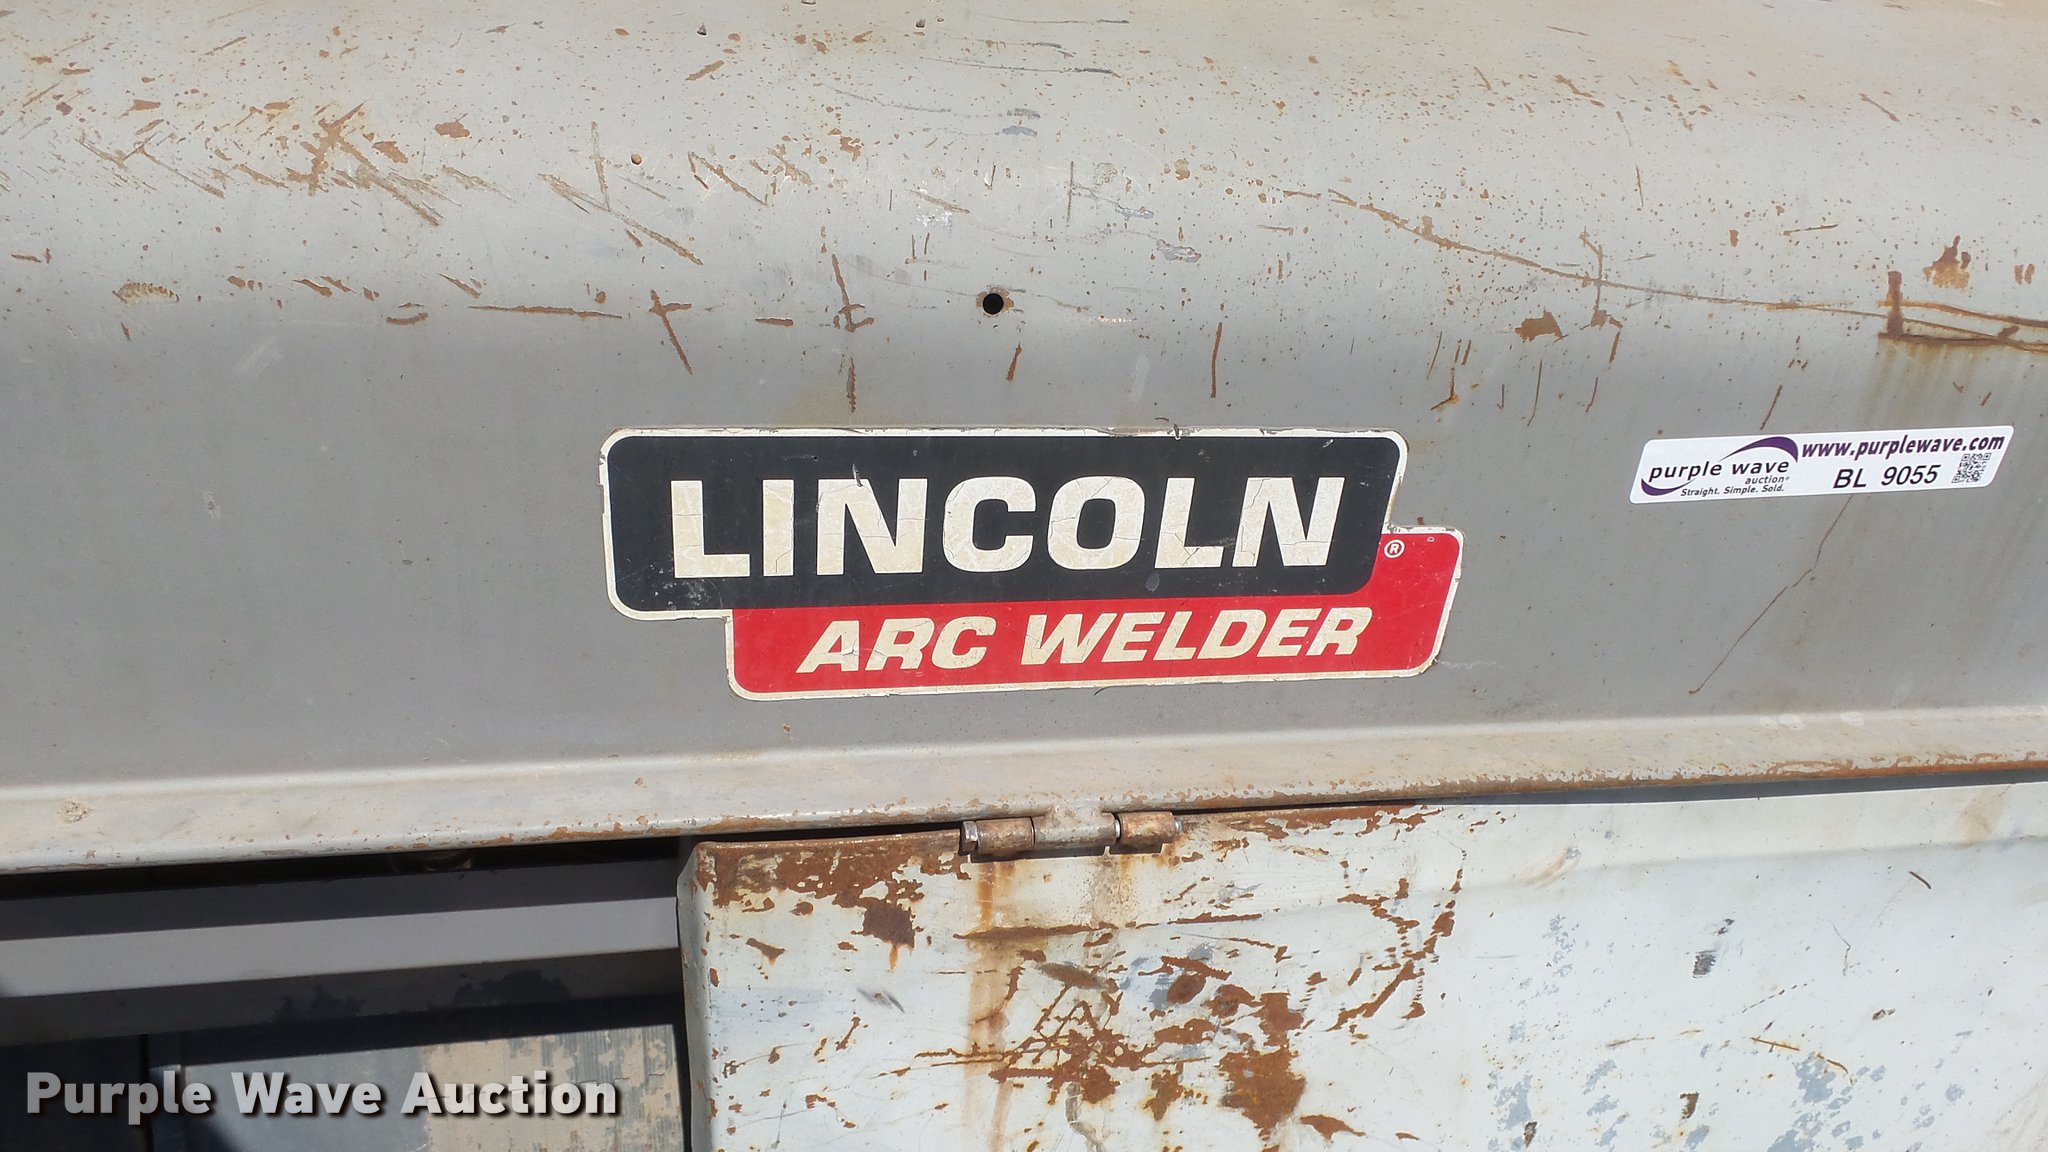 LINCOLN
®
ARC WELDER
purple wave
auction®
Straight. Simple. Sold.
www.purplewave.com
BL 9055
Purple Wave Auction